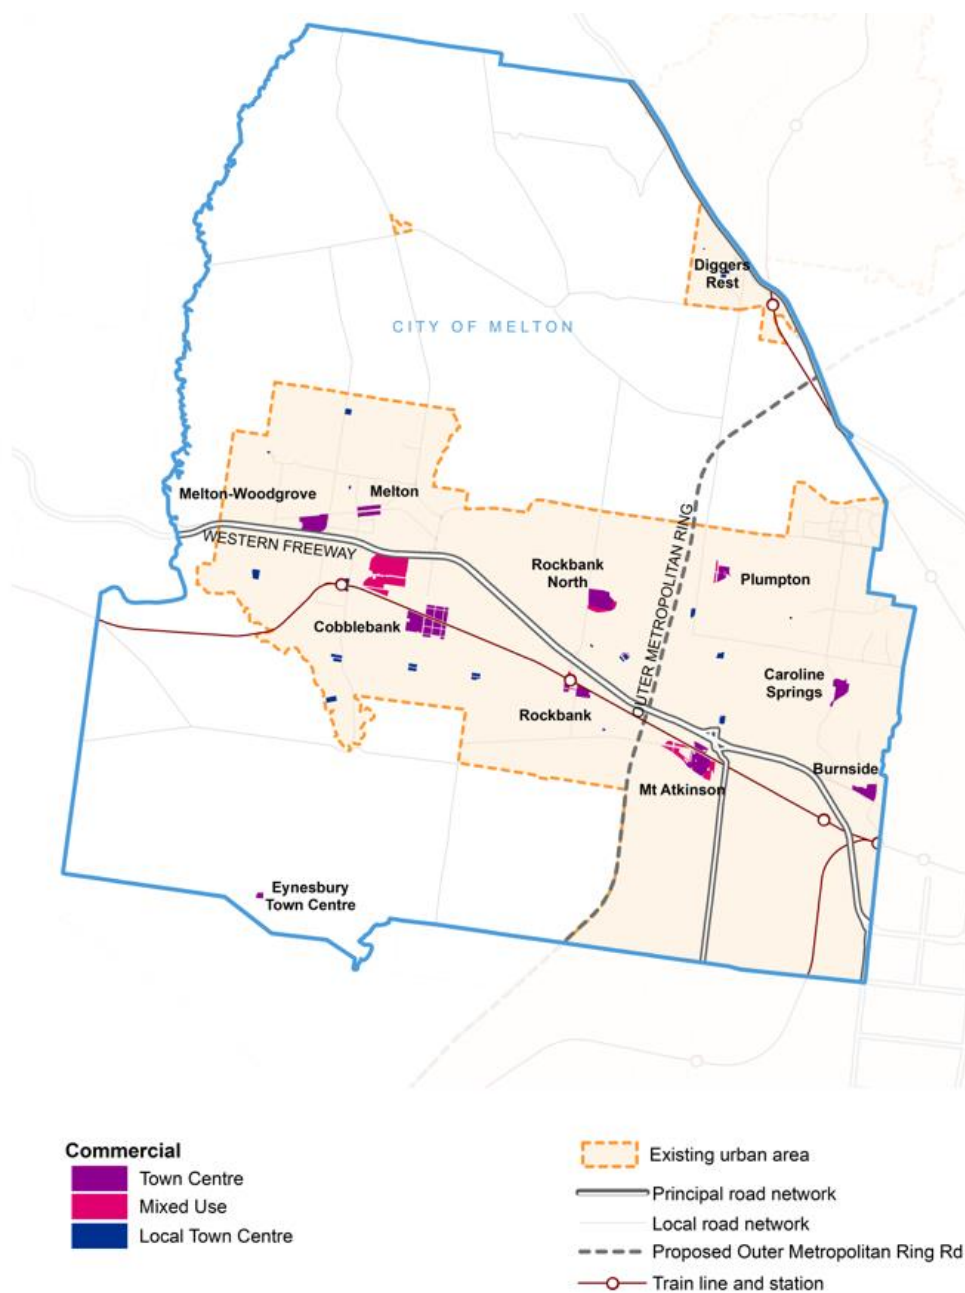 Diggers
Rest
CITY OF MELTON
Melton-Woodgrove
Melton
WESTERN FREEWAY
OUTER METROPOLITAN RING
Rockbank
North
Plumpton
Cobblebank
Caroline
Springs
Rockbank
Burnside
Mt Atkinson
Eynesbury
Town Centre
Commercial
Town Centre
Mixed Use
Local Town Centre
Existing urban area
Principal road network
Local road network
Proposed Outer Metropolitan Ring Rd
Train line and station